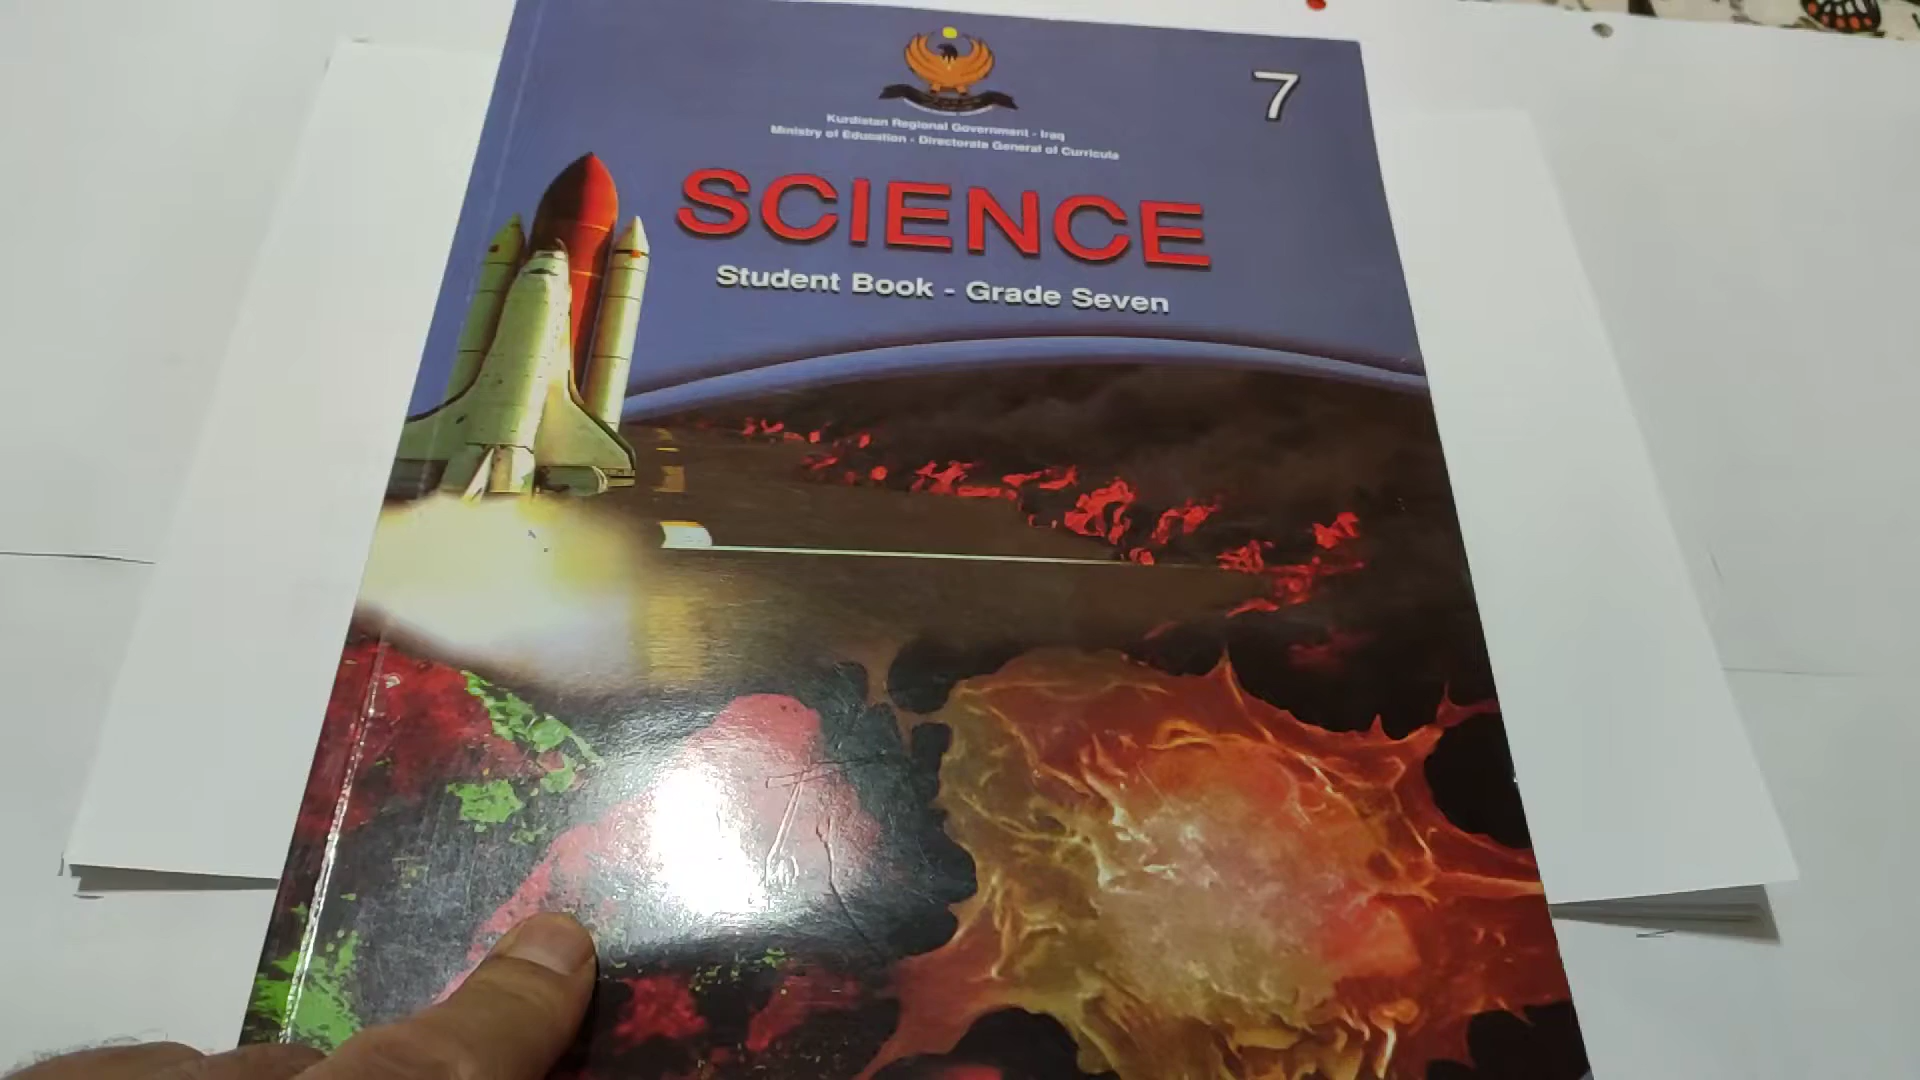 7
Kurdistan Regional Government - Iraq
Ministry of Education - Directorate General of Curricula
SCIENCE
Student Book - Grade Seven